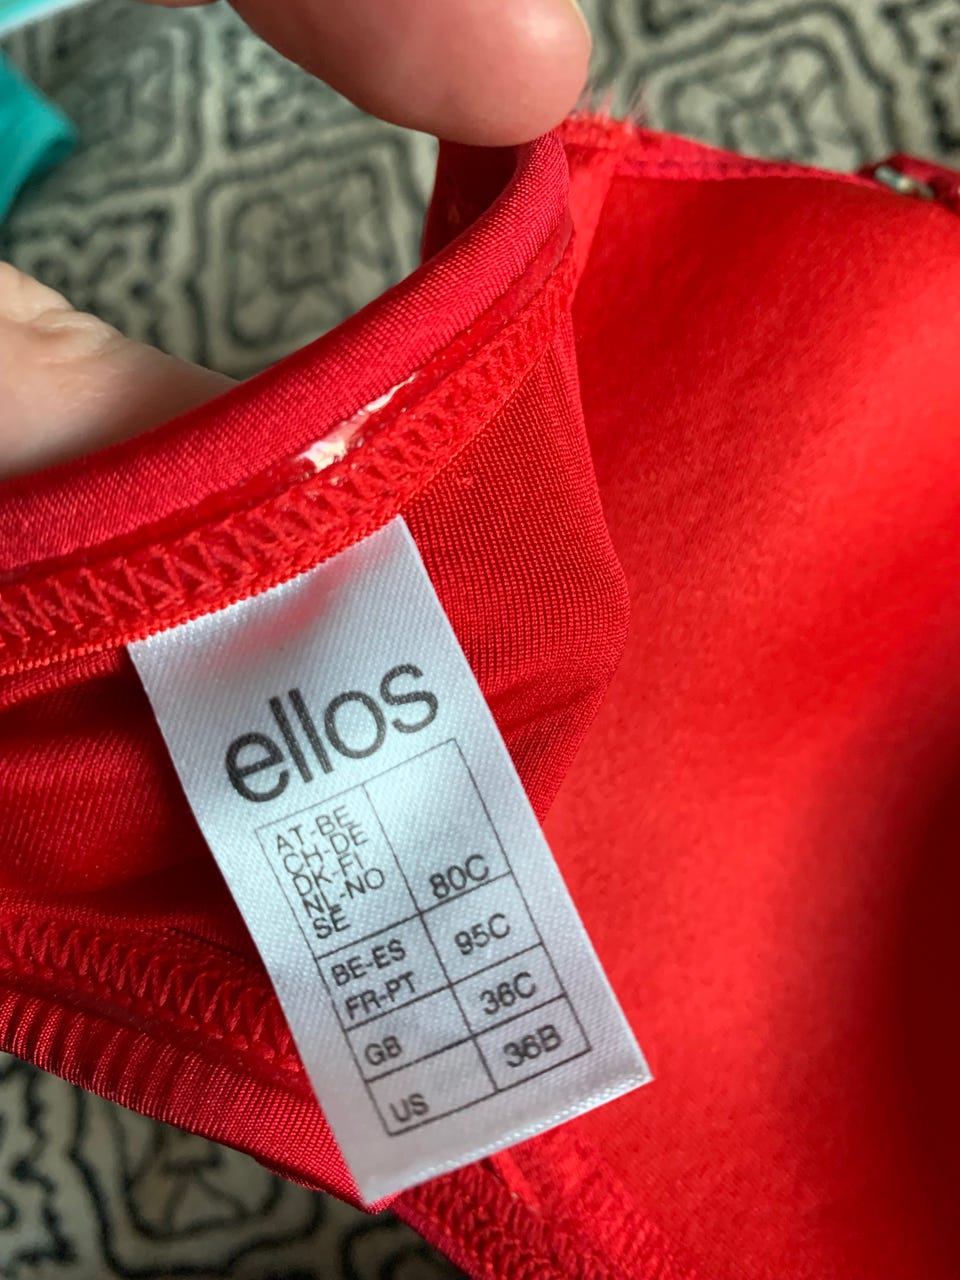 ellos
AT-BE
CH-DE
DK-FI
NL-NO
SE
80C
BE-ES
FR-PT
95C
GB
36C
US
36B